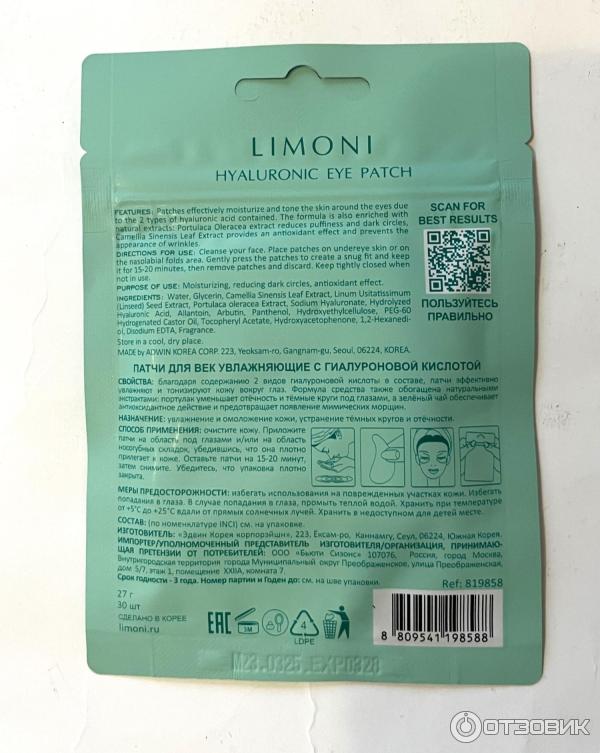 LIMONI
HYALURONIC EYE PATCH
FEATURES: Patches effectively moisturize and tone the skin around the eyes due
to the 2 types of hyaluronic acid contained. The formula is also enriched with
natural extracts: Portulaca Oleracea extract reduces puffiness and dark circles,
Camellia Sinensis Leaf Extract provides an antioxidant effect and prevents the
appearance of wrinkles.
DIRECTIONS FOR USE: Cleanse your face. Place patches on undereye skin or on
the nasolabial folds area. Gently press the patches to create a snug fit and keep
it for 15-20 minutes, then remove patches and discard. Keep tightly closed when
not in use.
PURPOSE OF USE: Moisturizing, reducing dark circles, antioxidant effect.
INGREDIENTS: Water, Glycerin, Camellia Sinensis Leaf Extract, Linum Usitatissimum
(Linseed) Seed Extract, Portulaca oleracea Extract, Sodium Hyaluronate, Hydrolyzed
Hyaluronic Acid, Allantoin, Arbutin, Panthenol, Hydroxyethylcellulose, PEG-60
Hydrogenated Castor Oil, Tocopheryl Acetate, Hydroxyacetophenone, 1,2-Hexanedi-
ol, Disodium EDTA, Fragrance.
Store in a cool, dry place.
MADE by ADWIN KOREA CORP. 223, Yeoksam-ro, Gangnam-gu, Seoul, 06224, KOREA.
SCAN FOR
BEST RESULTS
ПОЛЬЗУЙТЕСЬ
ПРАВИЛЬНО
ПАТЧИ ДЛЯ ВЕК УВЛАЖНЯЮЩИЕ С ГИАЛУРОНОВОЙ КИСЛОТОЙ
СВОЙСТВА: благодаря содержанию 2 видов гиалуроновой кислоты в составе, патчи эффективно
увлажняют и тонизируют кожу вокруг глаз. Формула средства также обогащена натуральными
экстрактами: портулак уменьшает отёчность и тёмные круги под глазами, а зелёный чай обеспечивает
антиоксидантное действие и предотвращает появление мимических морщин.
НАЗНАЧЕНИЕ: увлажнение и омоложение кожи, устранение тёмных кругов и отёчности.
СПОСОБ ПРИМЕНЕНИЯ: очистите кожу. Приложите
патчи на область под глазами и/или на область
носогубных складок, убедившись, что она плотно
прилегает к коже. Оставьте патчи на 15-20 минут,
затем снимите. Убедитесь, что упаковка плотно
закрыта.
МЕРЫ ПРЕДОСТОРОЖНОСТИ: избегать использования на поврежденных участках кожи. Избегать
попадания в глаза. В случае попадания в глаза, промыть теплой водой. Хранить при температуре
от +5°C до +25°C вдали от прямых солнечных лучей. Хранить в недоступном для детей месте.
СОСТАВ: (по номенклатуре INCI) см. на упаковке.
ИЗГОТОВИТЕЛЬ: «Эдвин Корея корпорэйшн», 223, Ексам-ро, Каннамгу, Сеул, 06224, Южная Корея.
ИМПОРТЕР/УПОЛНОМОЧЕННЫЙ ПРЕДСТАВИТЕЛЬ ИЗГОТОВИТЕЛЯ/ОРГАНИЗАЦИЯ, ПРИНИМАЮ-
ЩАЯ ПРЕТЕНЗИИ ОТ ПОТРЕБИТЕЛЕЙ: ООО «Бьюти Сизонс» 107076, Россия, город Москва,
Внутригородская территория города Муниципальный округ Преображенское, улица Преображенская,
дом 5/7, этаж 1, помещение XXIIA, комната 7.
Срок годности - 3 года. Номер партии и Годен до: см. на шве упаковки.
Ref: 819858
27 г
30 шт
СДЕЛАНО В КОРЕЕ
limoni.ru
EAC
3M
4
LDPE
8 809541 198588
M23.0325.EXP0328
ОТЗОВИК